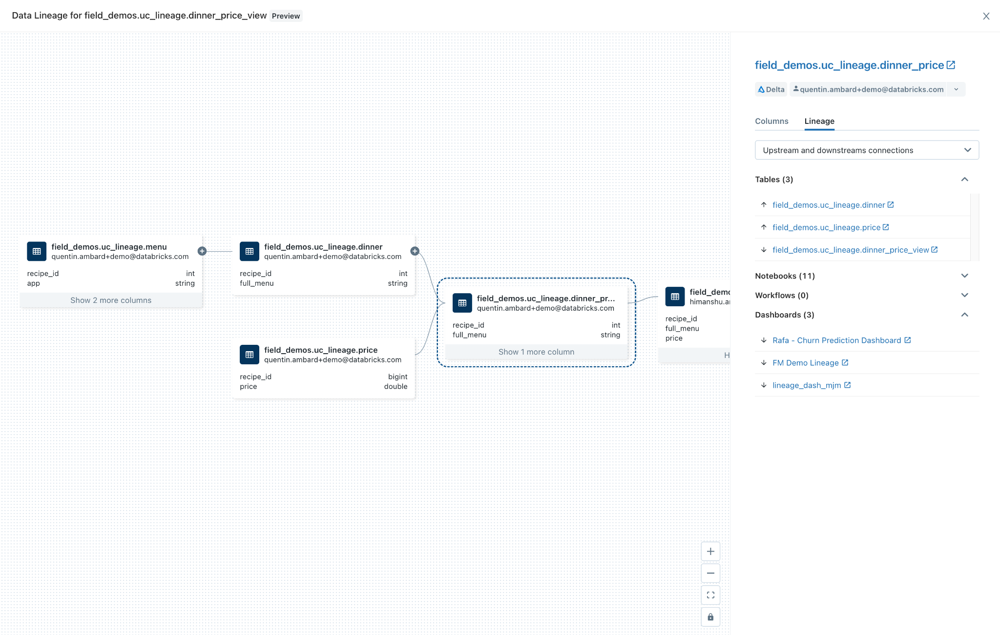 Data Lineage for field_demos.uc_lineage.dinner_price_view Preview
field_demos.uc_lineage.menu
quentin.ambard+demo@databricks.com
recipe_id int
app string
Show 2 more columns
field_demos.uc_lineage.dinner
quentin.ambard+demo@databricks.com
recipe_id int
full_menu string
field_demos.uc_lineage.price
quentin.ambard+demo@databricks.com
recipe_id bigint
price double
field_demos.uc_lineage.dinner_pr...
quentin.ambard+demo@databricks.com
recipe_id int
full_menu string
Show 1 more column
recipe_id
full_menu
price
field_demos.uc_lineage.dinner_price
Delta quentin.ambard+demo@databricks.com
Columns Lineage
Upstream and downstreams connections
Tables (3)
field_demos.uc_lineage.dinner
field_demos.uc_lineage.price
field_demos.uc_lineage.dinner_price_view
Notebooks (11)
Workflows (0)
Dashboards (3)
Rafa - Churn Prediction Dashboard
FM Demo Lineage
lineage_dash_mjm